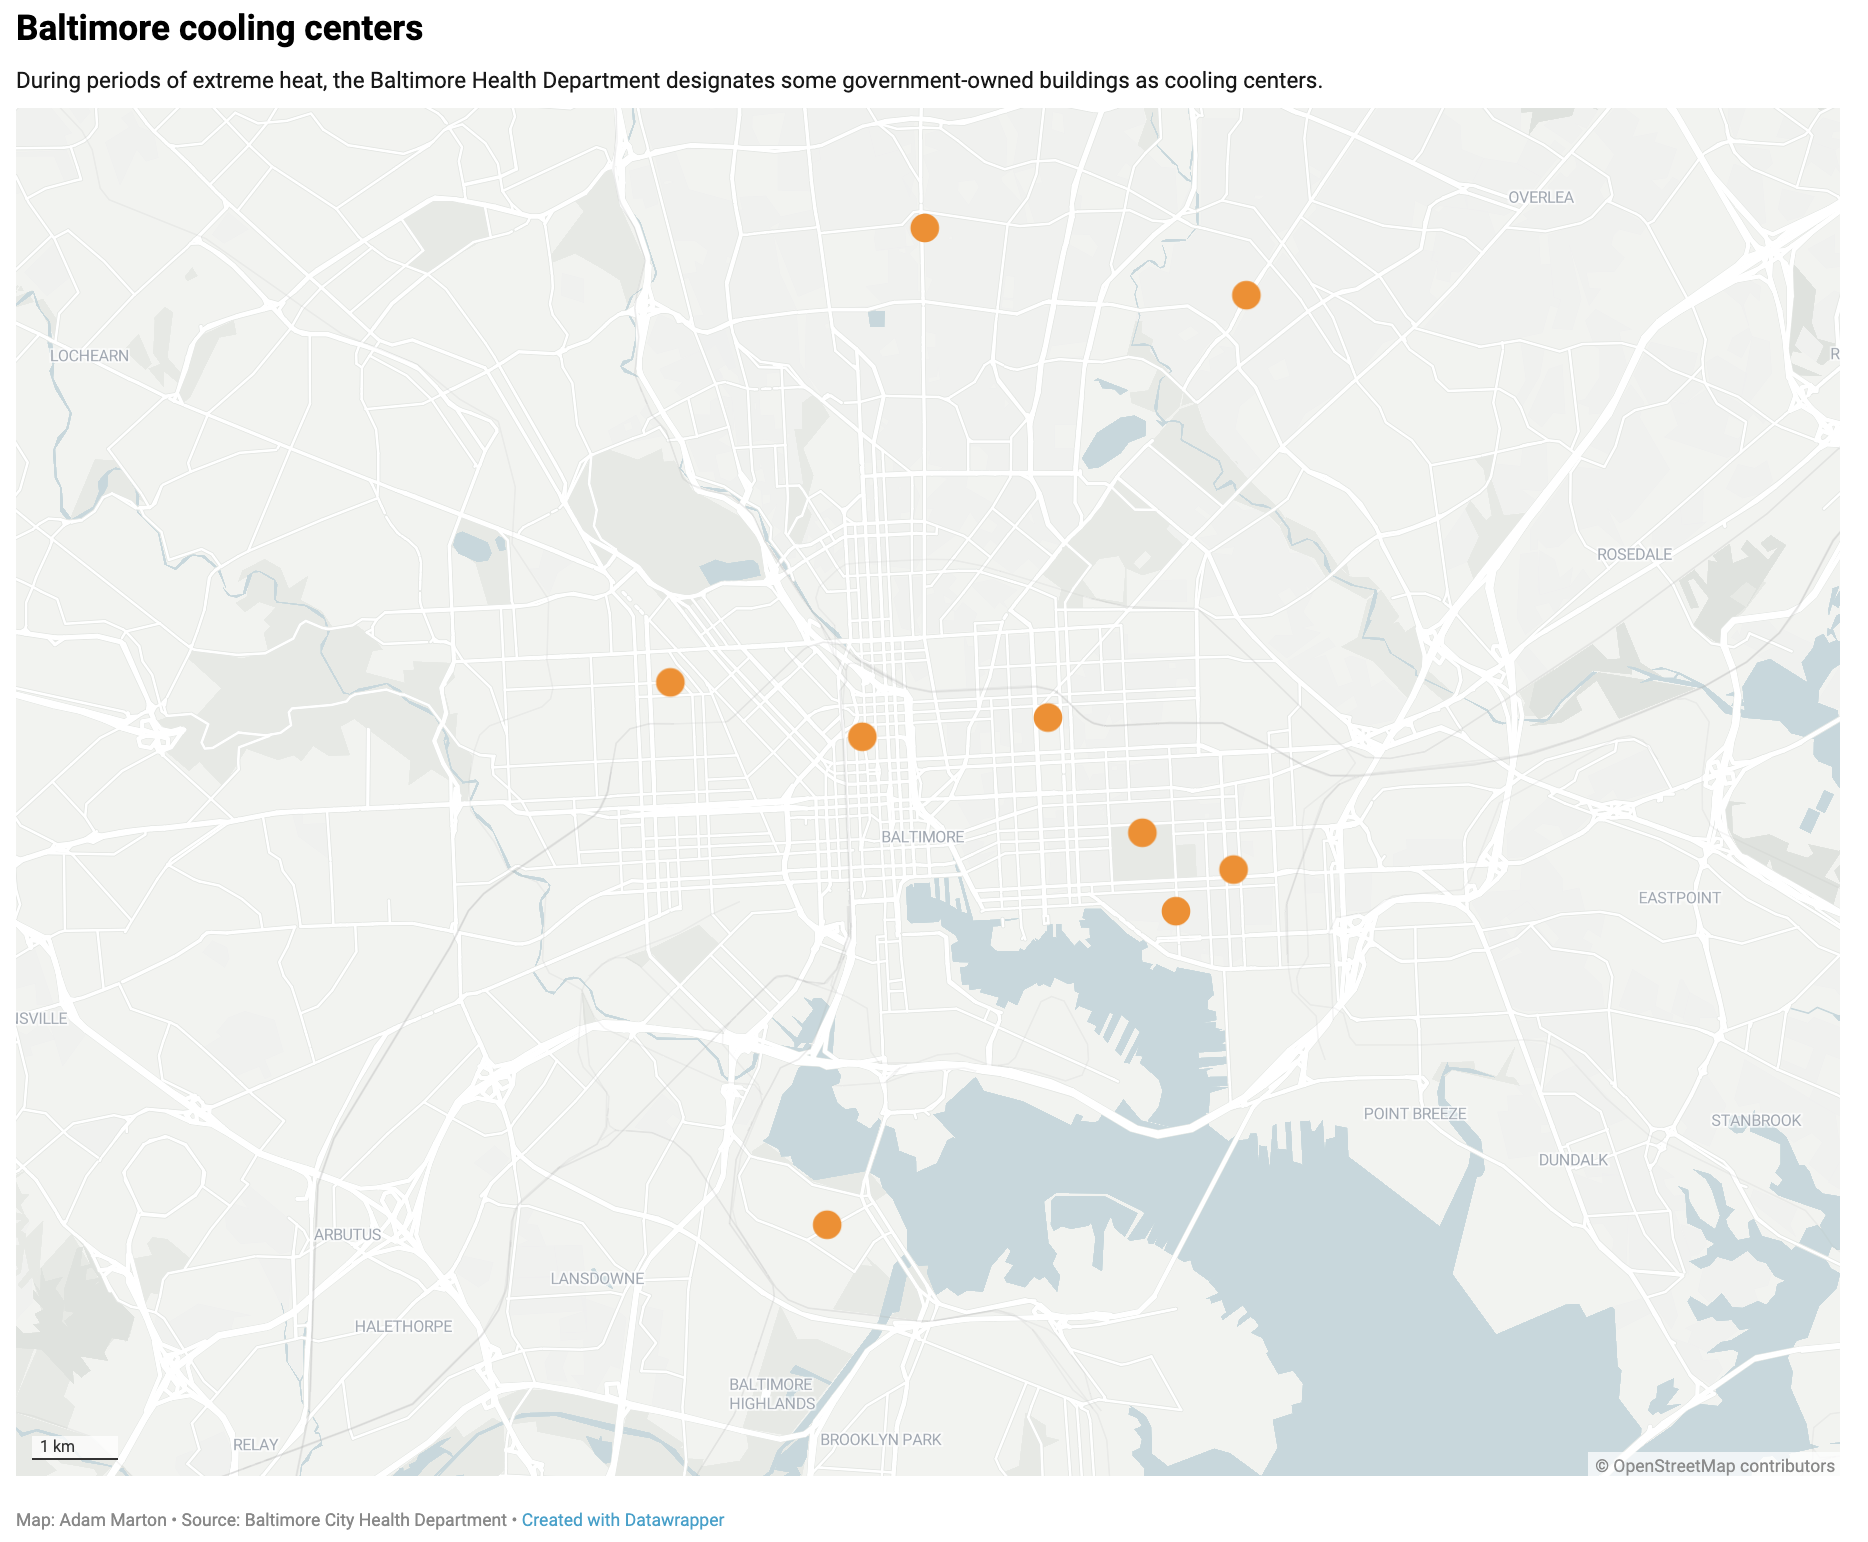 Baltimore cooling centers
During periods of extreme heat, the Baltimore Health Department designates some government-owned buildings as cooling centers.
OVERLEA
LOCHEARN
R
ROSEDALE
BALTIMORE
EASTPOINT
ISVILLE
POINT BREEZE
STANBROOK
DUNDALK
ARBUTUS
LANSDOWNE
HALETHORPE
BALTIMORE
HIGHLANDS
BROOKLYN PARK
RELAY
1 km
© OpenStreetMap contributors
Map: Adam Marton • Source: Baltimore City Health Department • Created with Datawrapper